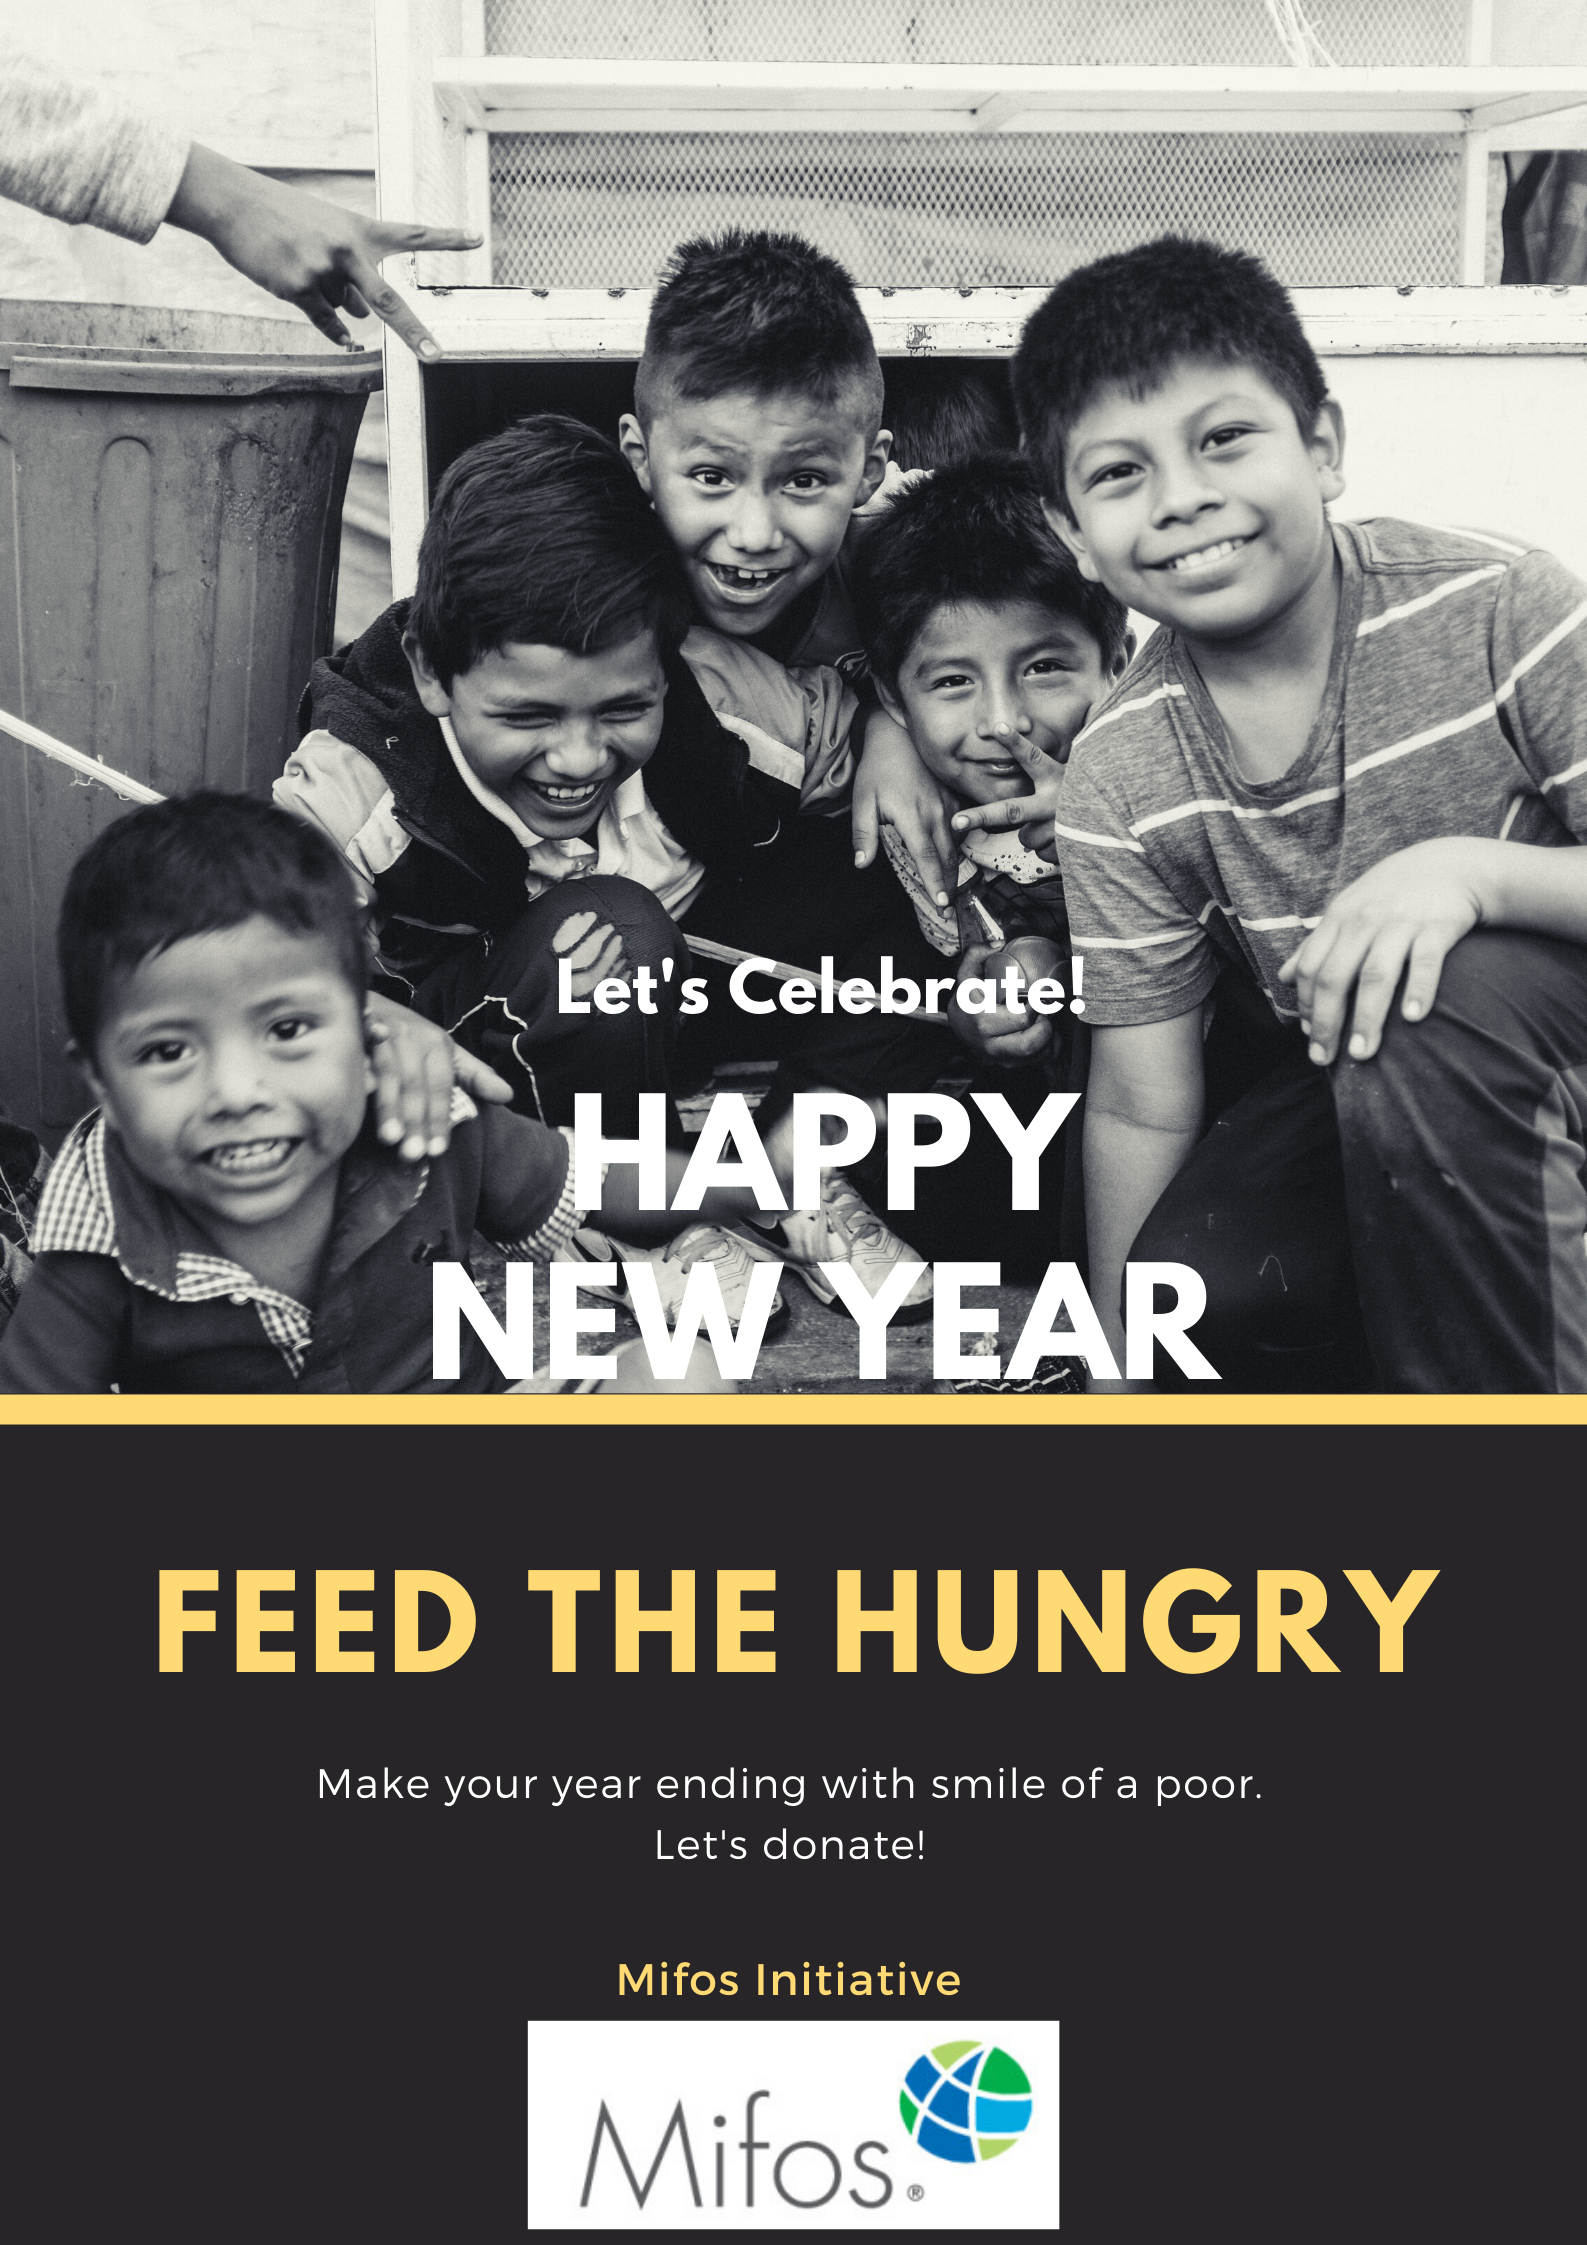 Let's Celebrate!
HAPPY
NEW YEAR
FEED THE HUNGRY
Make your year ending with smile of a poor.
Let's donate!
Mifos Initiative
Mifos®